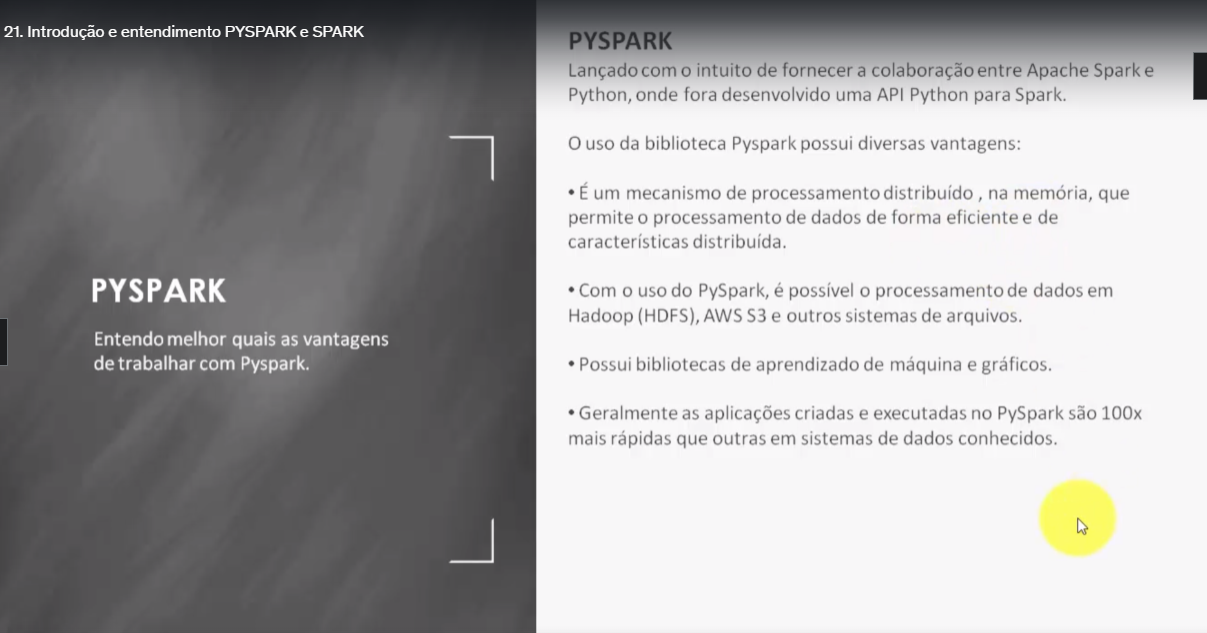 21. Introdução e entendimento PYSPARK e SPARK
PYSPARK
Entendo melhor quais as vantagens
de trabalhar com Pyspark.
PYSPARK
Lançado com o intuito de fornecer a colaboração entre Apache Spark e
Python, onde fora desenvolvido uma API Python para Spark.
O uso da biblioteca Pyspark possui diversas vantagens:
• É um mecanismo de processamento distribuído , na memória, que
permite o processamento de dados de forma eficiente e de
características distribuída.
• Com o uso do PySpark, é possível o processamento de dados em
Hadoop (HDFS), AWS S3 e outros sistemas de arquivos.
• Possui bibliotecas de aprendizado de máquina e gráficos.
• Geralmente as aplicações criadas e executadas no PySpark são 100x
mais rápidas que outras em sistemas de dados conhecidos.